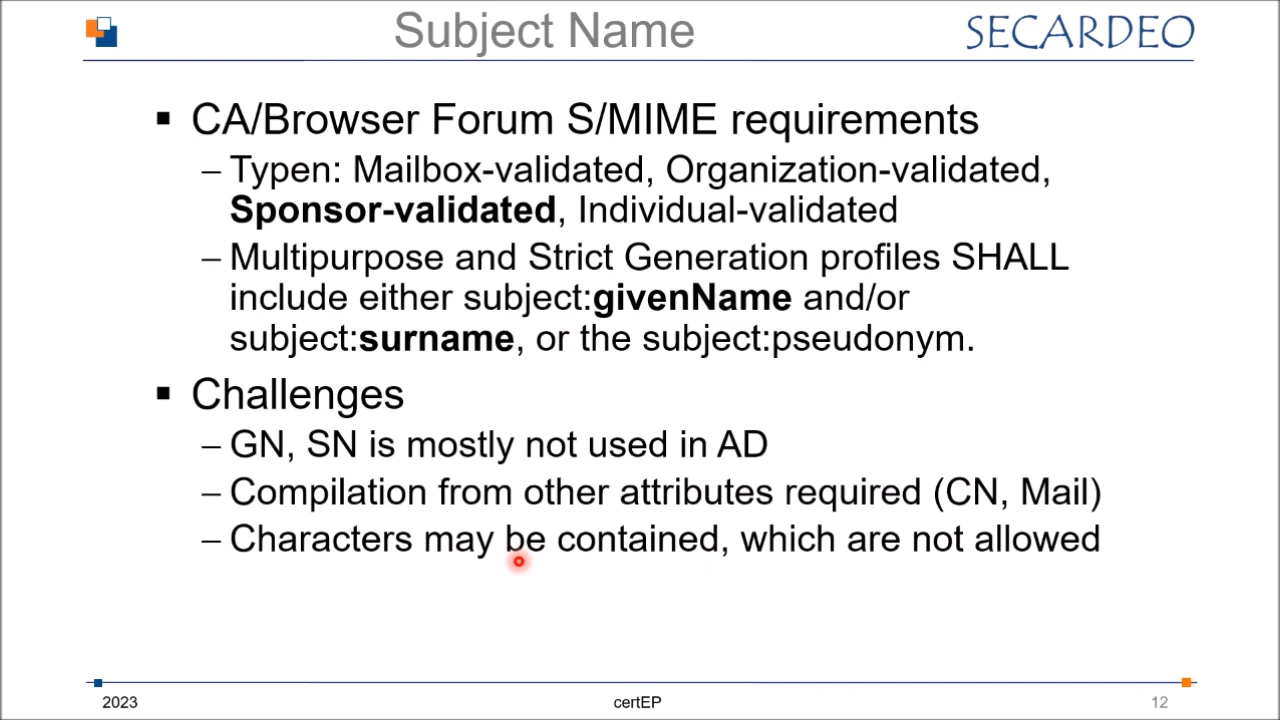 Subject Name
SECARDEO
▪ CA/Browser Forum S/MIME requirements
– Typen: Mailbox-validated, Organization-validated,
Sponsor-validated, Individual-validated
– Multipurpose and Strict Generation profiles SHALL
include either subject:givenName and/or
subject:surname, or the subject:pseudonym.
▪ Challenges
– GN, SN is mostly not used in AD
– Compilation from other attributes required (CN, Mail)
– Characters may be contained, which are not allowed
2023
certEP
12